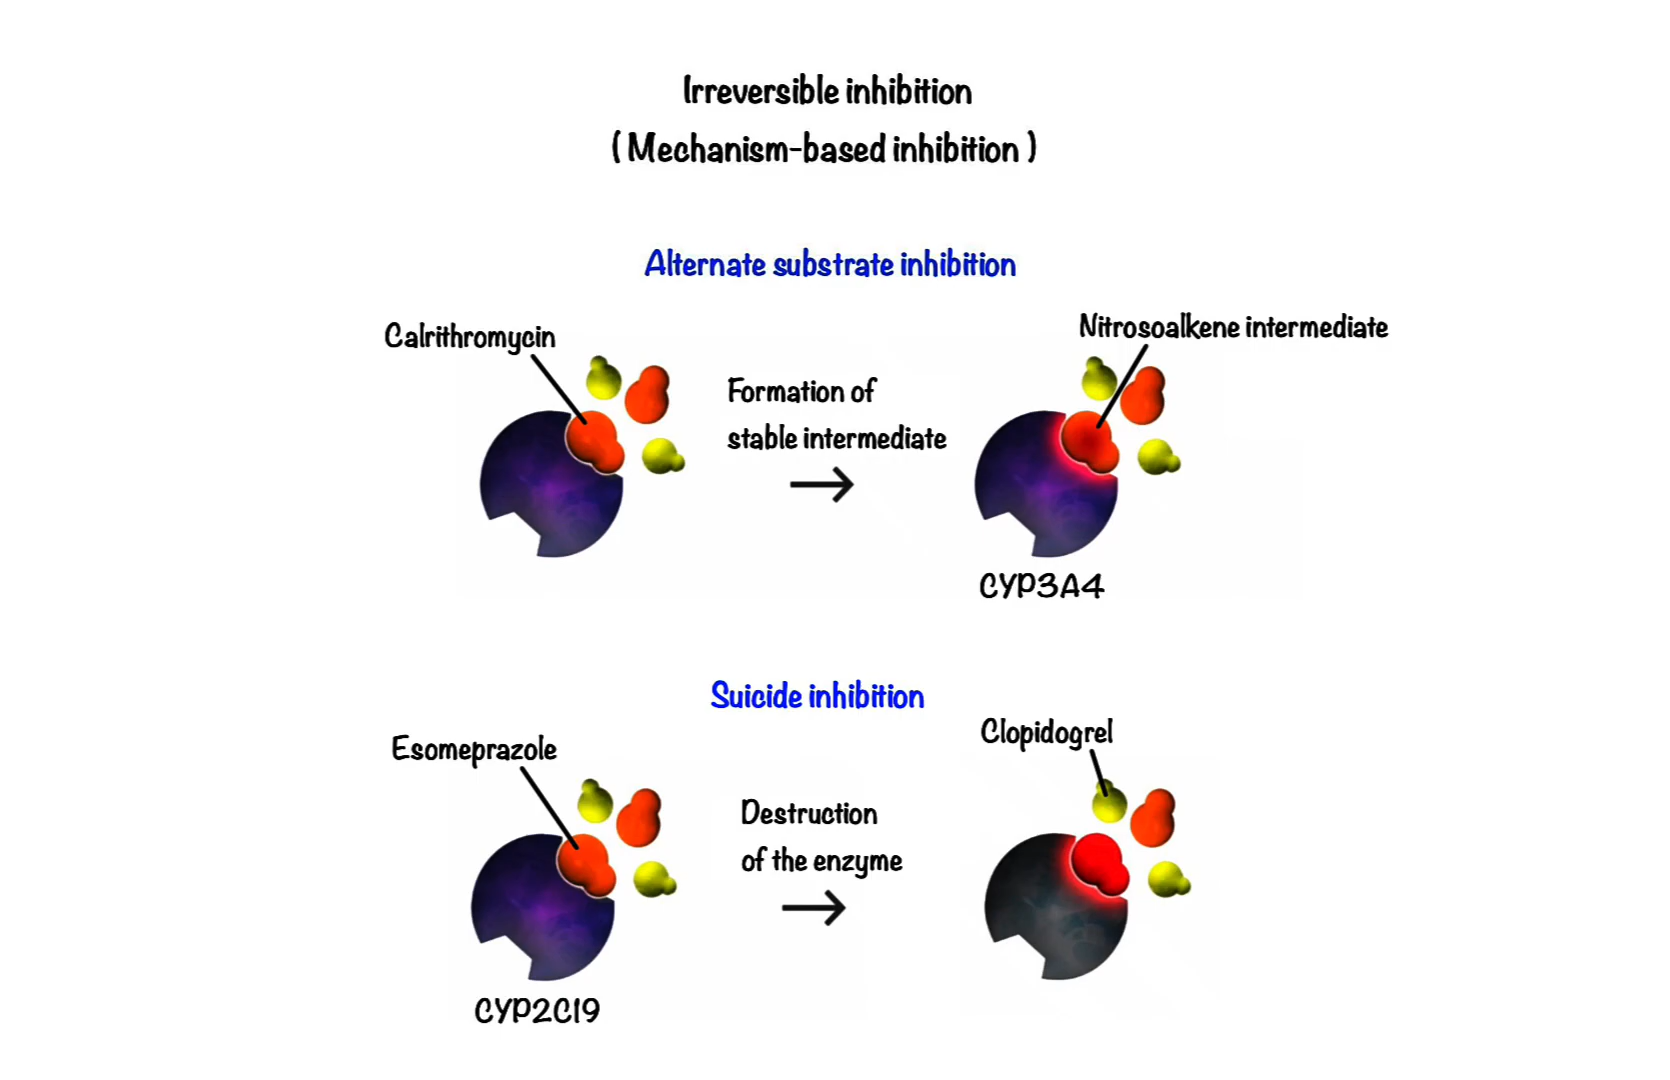 Irreversible inhibition
( Mechanism-based inhibition )
Alternate substrate inhibition
Calrithromycin
Nitrosoalkene intermediate
Formation of
stable intermediate
CYP3A4
Suicide inhibition
Clopidogrel
Esomeprazole
Destruction
of the enzyme
CYP2C19